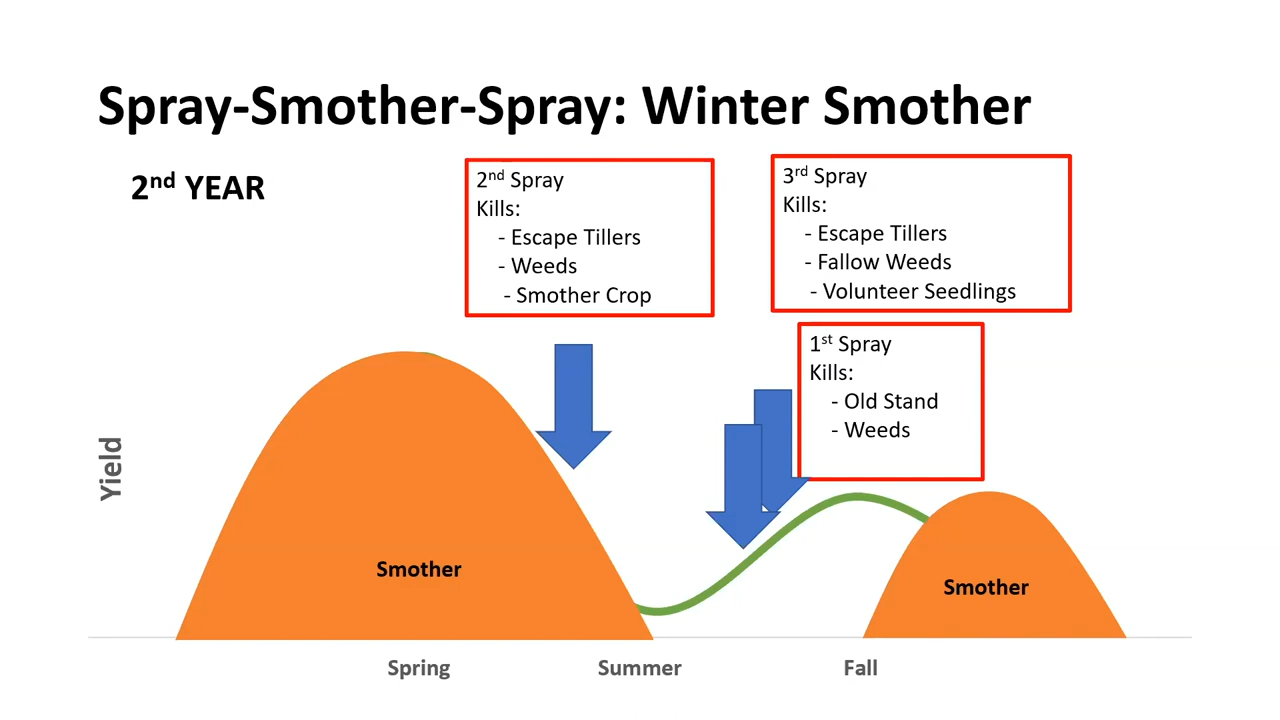 Spray-Smother-Spray: Winter Smother
2nd YEAR
2nd Spray
Kills:
- Escape Tillers
- Weeds
- Smother Crop
3rd Spray
Kills:
- Escape Tillers
- Fallow Weeds
- Volunteer Seedlings
1st Spray
Kills:
- Old Stand
- Weeds
Yield
Smother
Smother
Spring
Summer
Fall